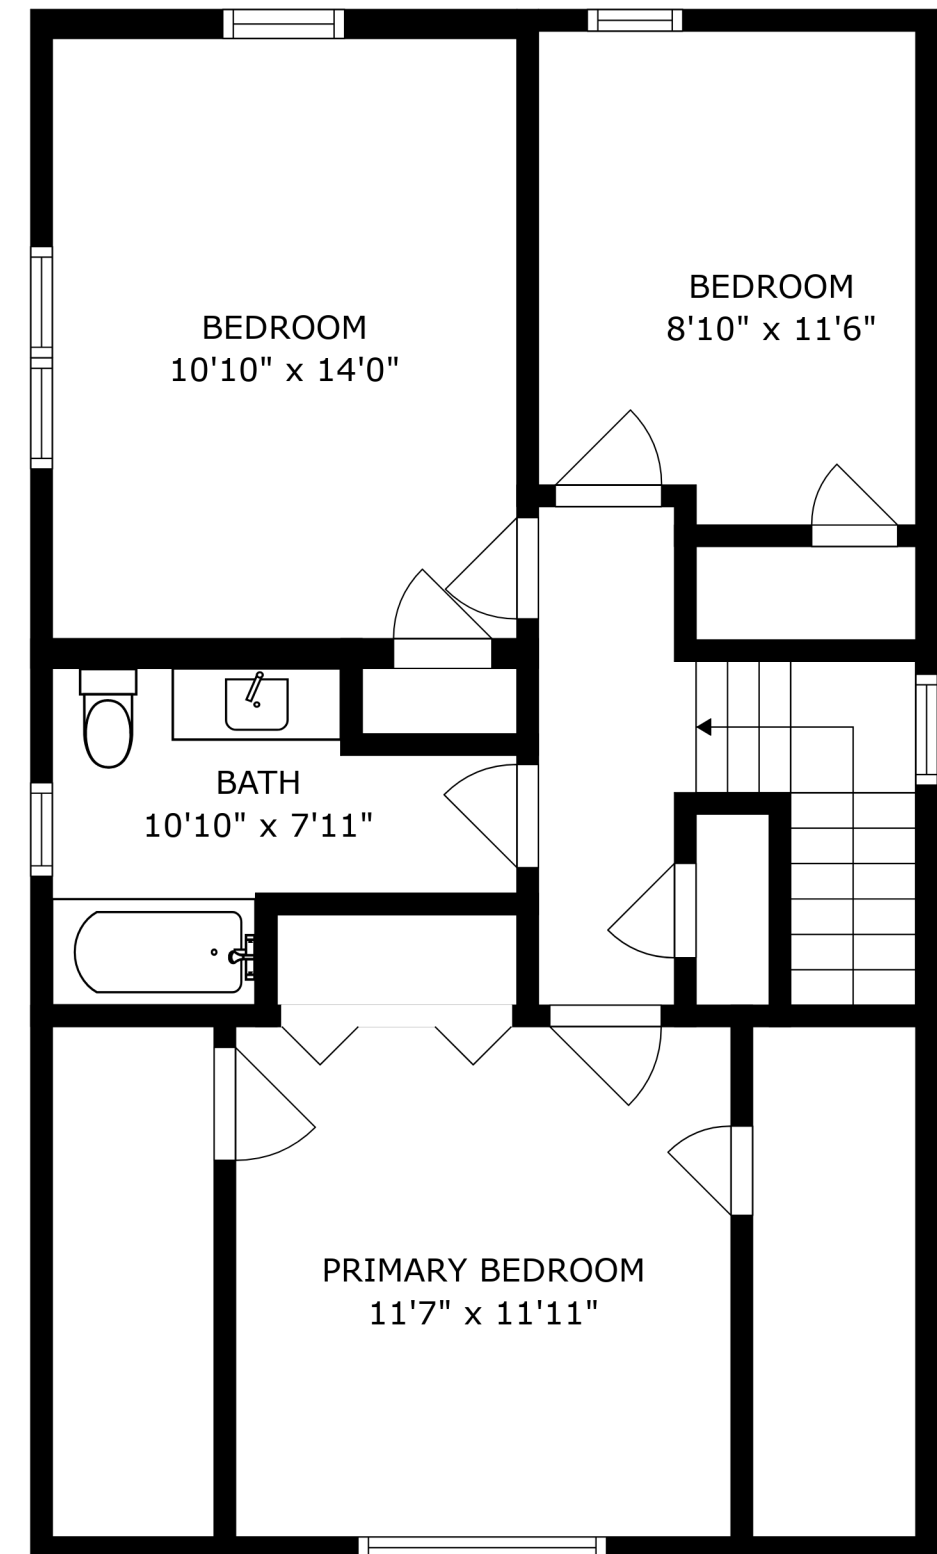 BEDROOM
10'10" x 14'0"
BEDROOM
8'10" x 11'6"
BATH
10'10" x 7'11"
PRIMARY BEDROOM
11'7" x 11'11"